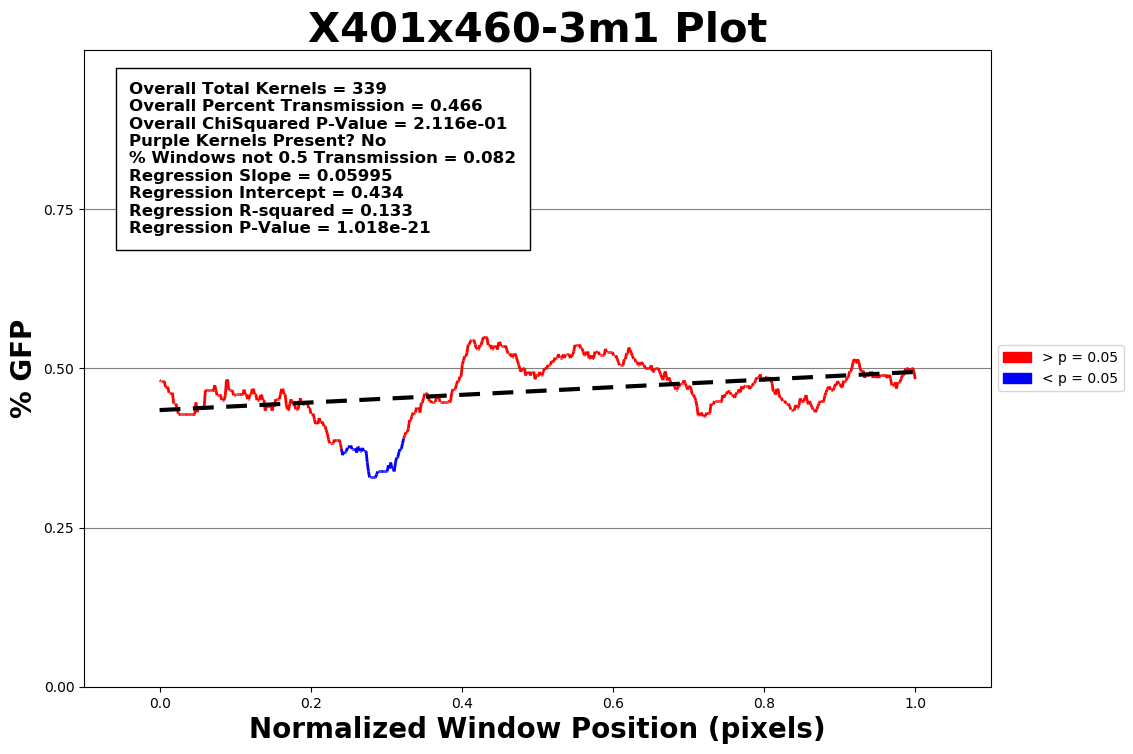 X401x460-3m1 Plot
Overall Total Kernels = 339
Overall Percent Transmission = 0.466
Overall ChiSquared P-Value = 2.116e-01
Purple Kernels Present? No
% Windows not 0.5 Transmission = 0.082
Regression Slope = 0.05995
Regression Intercept = 0.434
Regression R-squared = 0.133
Regression P-Value = 1.018e-21
0.75
0.50
0.25
0.00
% GFP
> p = 0.05
< p = 0.05
0.0 0.2 0.4 0.6 0.8 1.0
Normalized Window Position (pixels)